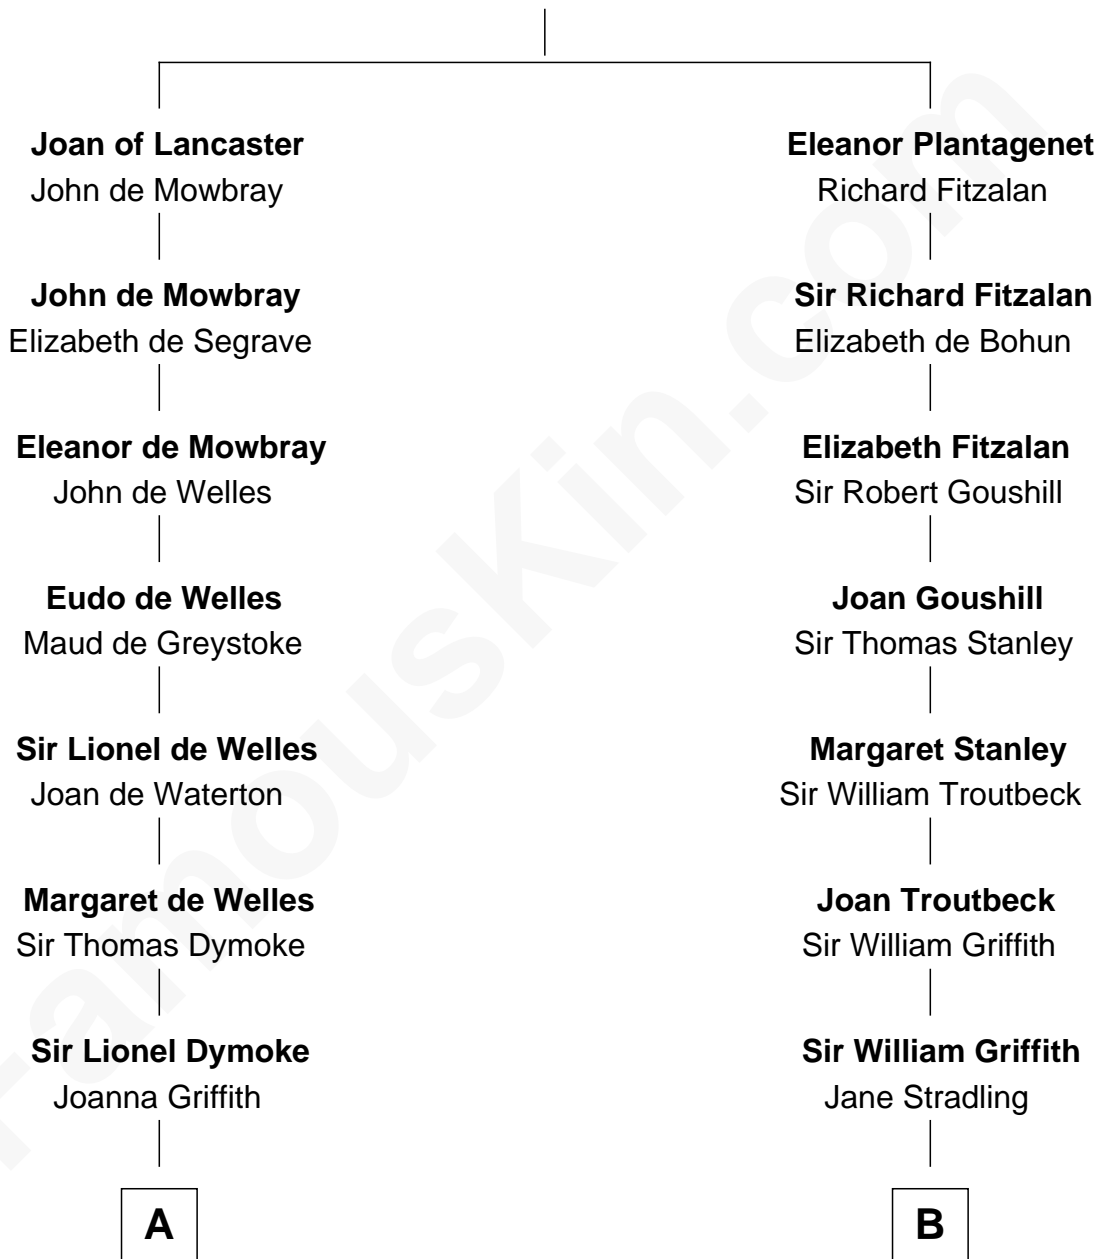 Joan of Lancaster
John de Mowbray
John de Mowbray
Elizabeth de Segrave
Eleanor de Mowbray
John de Welles
Eudo de Welles
Maud de Greystoke
Sir Lionel de Welles
Joan de Waterton
Margaret de Welles
Sir Thomas Dymoke
Sir Lionel Dymoke
Joanna Griffith
A
Eleanor Plantagenet
Richard Fitzalan
Sir Richard Fitzalan
Elizabeth de Bohun
Elizabeth Fitzalan
Sir Robert Goushill
Joan Goushill
Sir Thomas Stanley
Margaret Stanley
Sir William Troutbeck
Joan Troutbeck
Sir William Griffith
Sir William Griffith
Jane Stradling
B
FamousKin.com